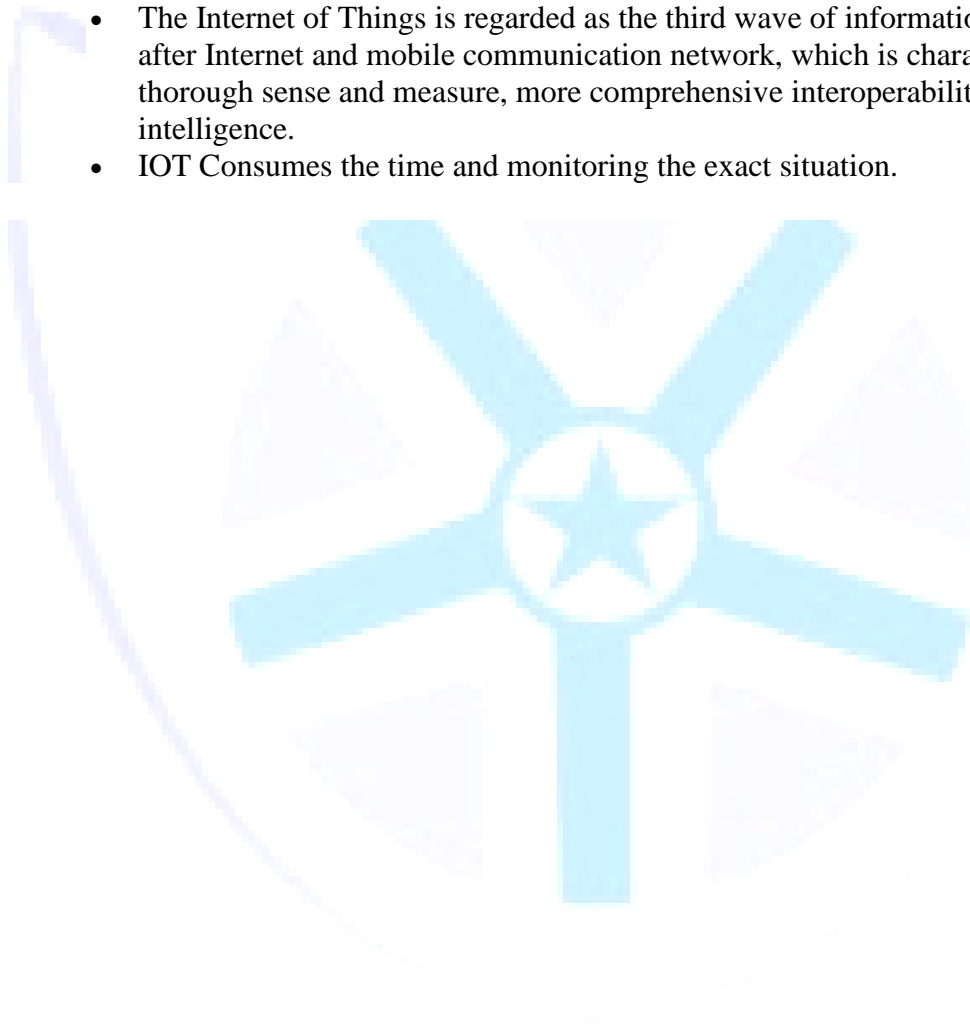 • The Internet of Things is regarded as the third wave of informatio
after Internet and mobile communication network, which is chara
thorough sense and measure, more comprehensive interoperabilit
intelligence.
• IOT Consumes the time and monitoring the exact situation.